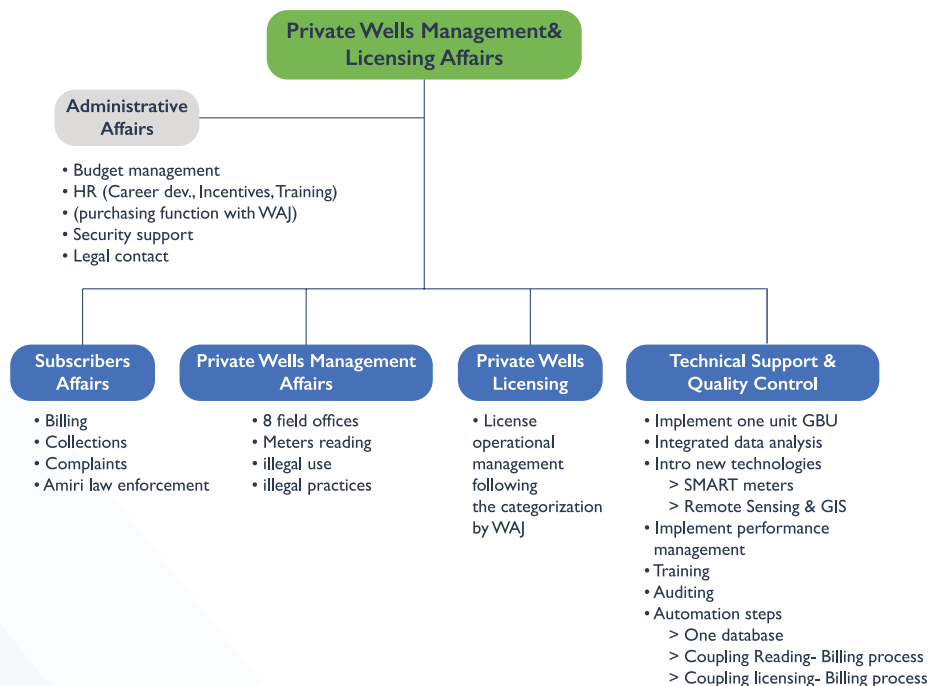 Private Wells Management&
Licensing Affairs
Administrative
Affairs
• Budget management
• HR (Career dev., Incentives, Training)
• (purchasing function with WAJ)
• Security support
• Legal contact
Subscribers
Affairs
• Billing
• Collections
• Complaints
• Amiri law enforcement
Private Wells Management
Affairs
• 8 field offices
• Meters reading
• illegal use
• illegal practices
Private Wells
Licensing
• License
operational
management
following
the categorization
by WAJ
Technical Support &
Quality Control
• Implement one unit GBU
• Integrated data analysis
• Intro new technologies
> SMART meters
> Remote Sensing & GIS
• Implement performance
management
• Training
• Auditing
• Automation steps
> One database
> Coupling Reading- Billing process
> Coupling licensing- Billing process